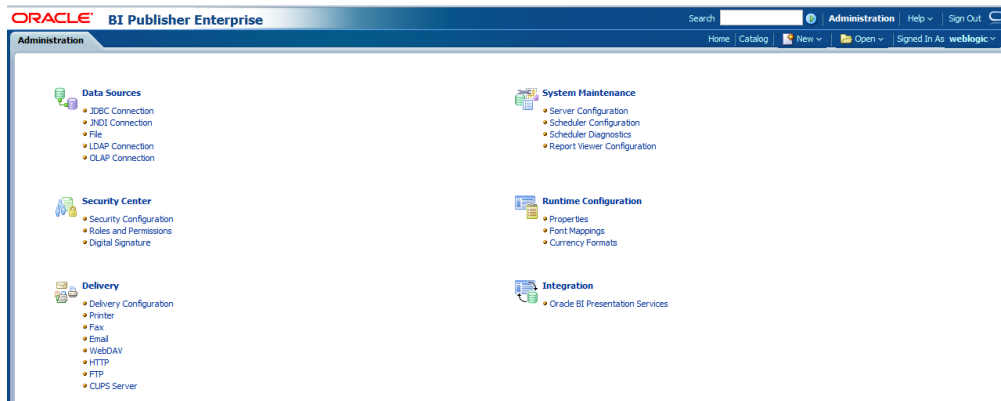 ORACLE BI Publisher Enterprise
Search Administration Help Sign Out
Administration
Home Catalog New Open Signed In As weblogic
Data Sources
JDBC Connection
JNDI Connection
File
LDAP Connection
OLAP Connection
System Maintenance
Server Configuration
Scheduler Configuration
Scheduler Diagnostics
Report Viewer Configuration
Security Center
Security Configuration
Roles and Permissions
Digital Signature
Runtime Configuration
Properties
Font Mappings
Currency Formats
Delivery
Delivery Configuration
Printer
Fax
Email
WebDAV
HTTP
FTP
CUPS Server
Integration
Oracle BI Presentation Services